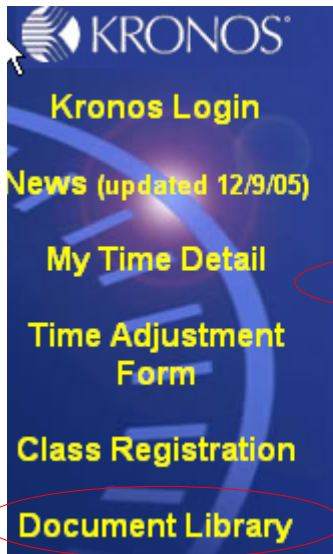 KRONOS®
Kronos Login
News (updated 12/9/05)
My Time Detail
Time Adjustment
Form
Class Registration
Document Library